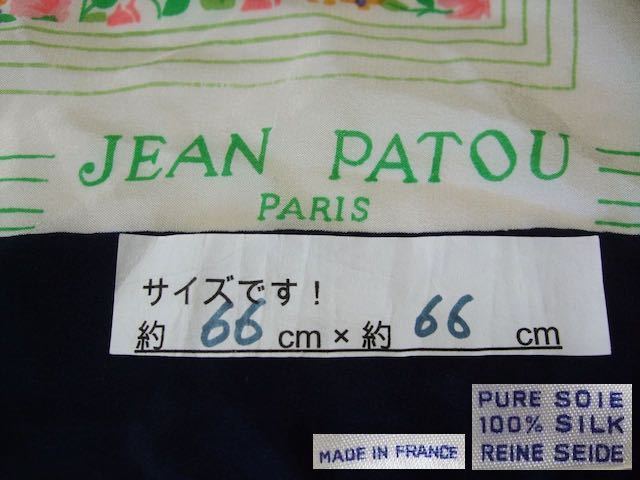 JEAN PATOU
PARIS
サイズです！
約 66 cm × 約 66 cm
MADE IN FRANCE
PURE SOIE
100% SILK
REINE SEIDE